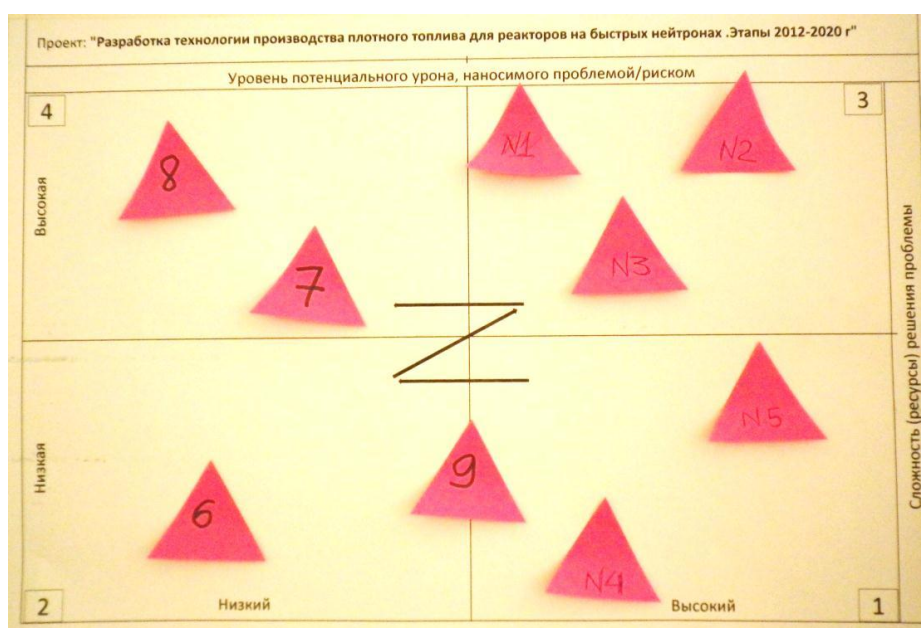 Проект: "Разработка технологии производства плотного топлива для реакторов на быстрых нейтронах .Этапы 2012-2020 г"
Уровень потенциального урона, наносимого проблемой/риском
4
3
Высокая
8
N1
N2
7
N3
Сложность (ресурсы) решения проблемы
Низкая
N5
9
6
N4
2
Низкий
Высокий
1